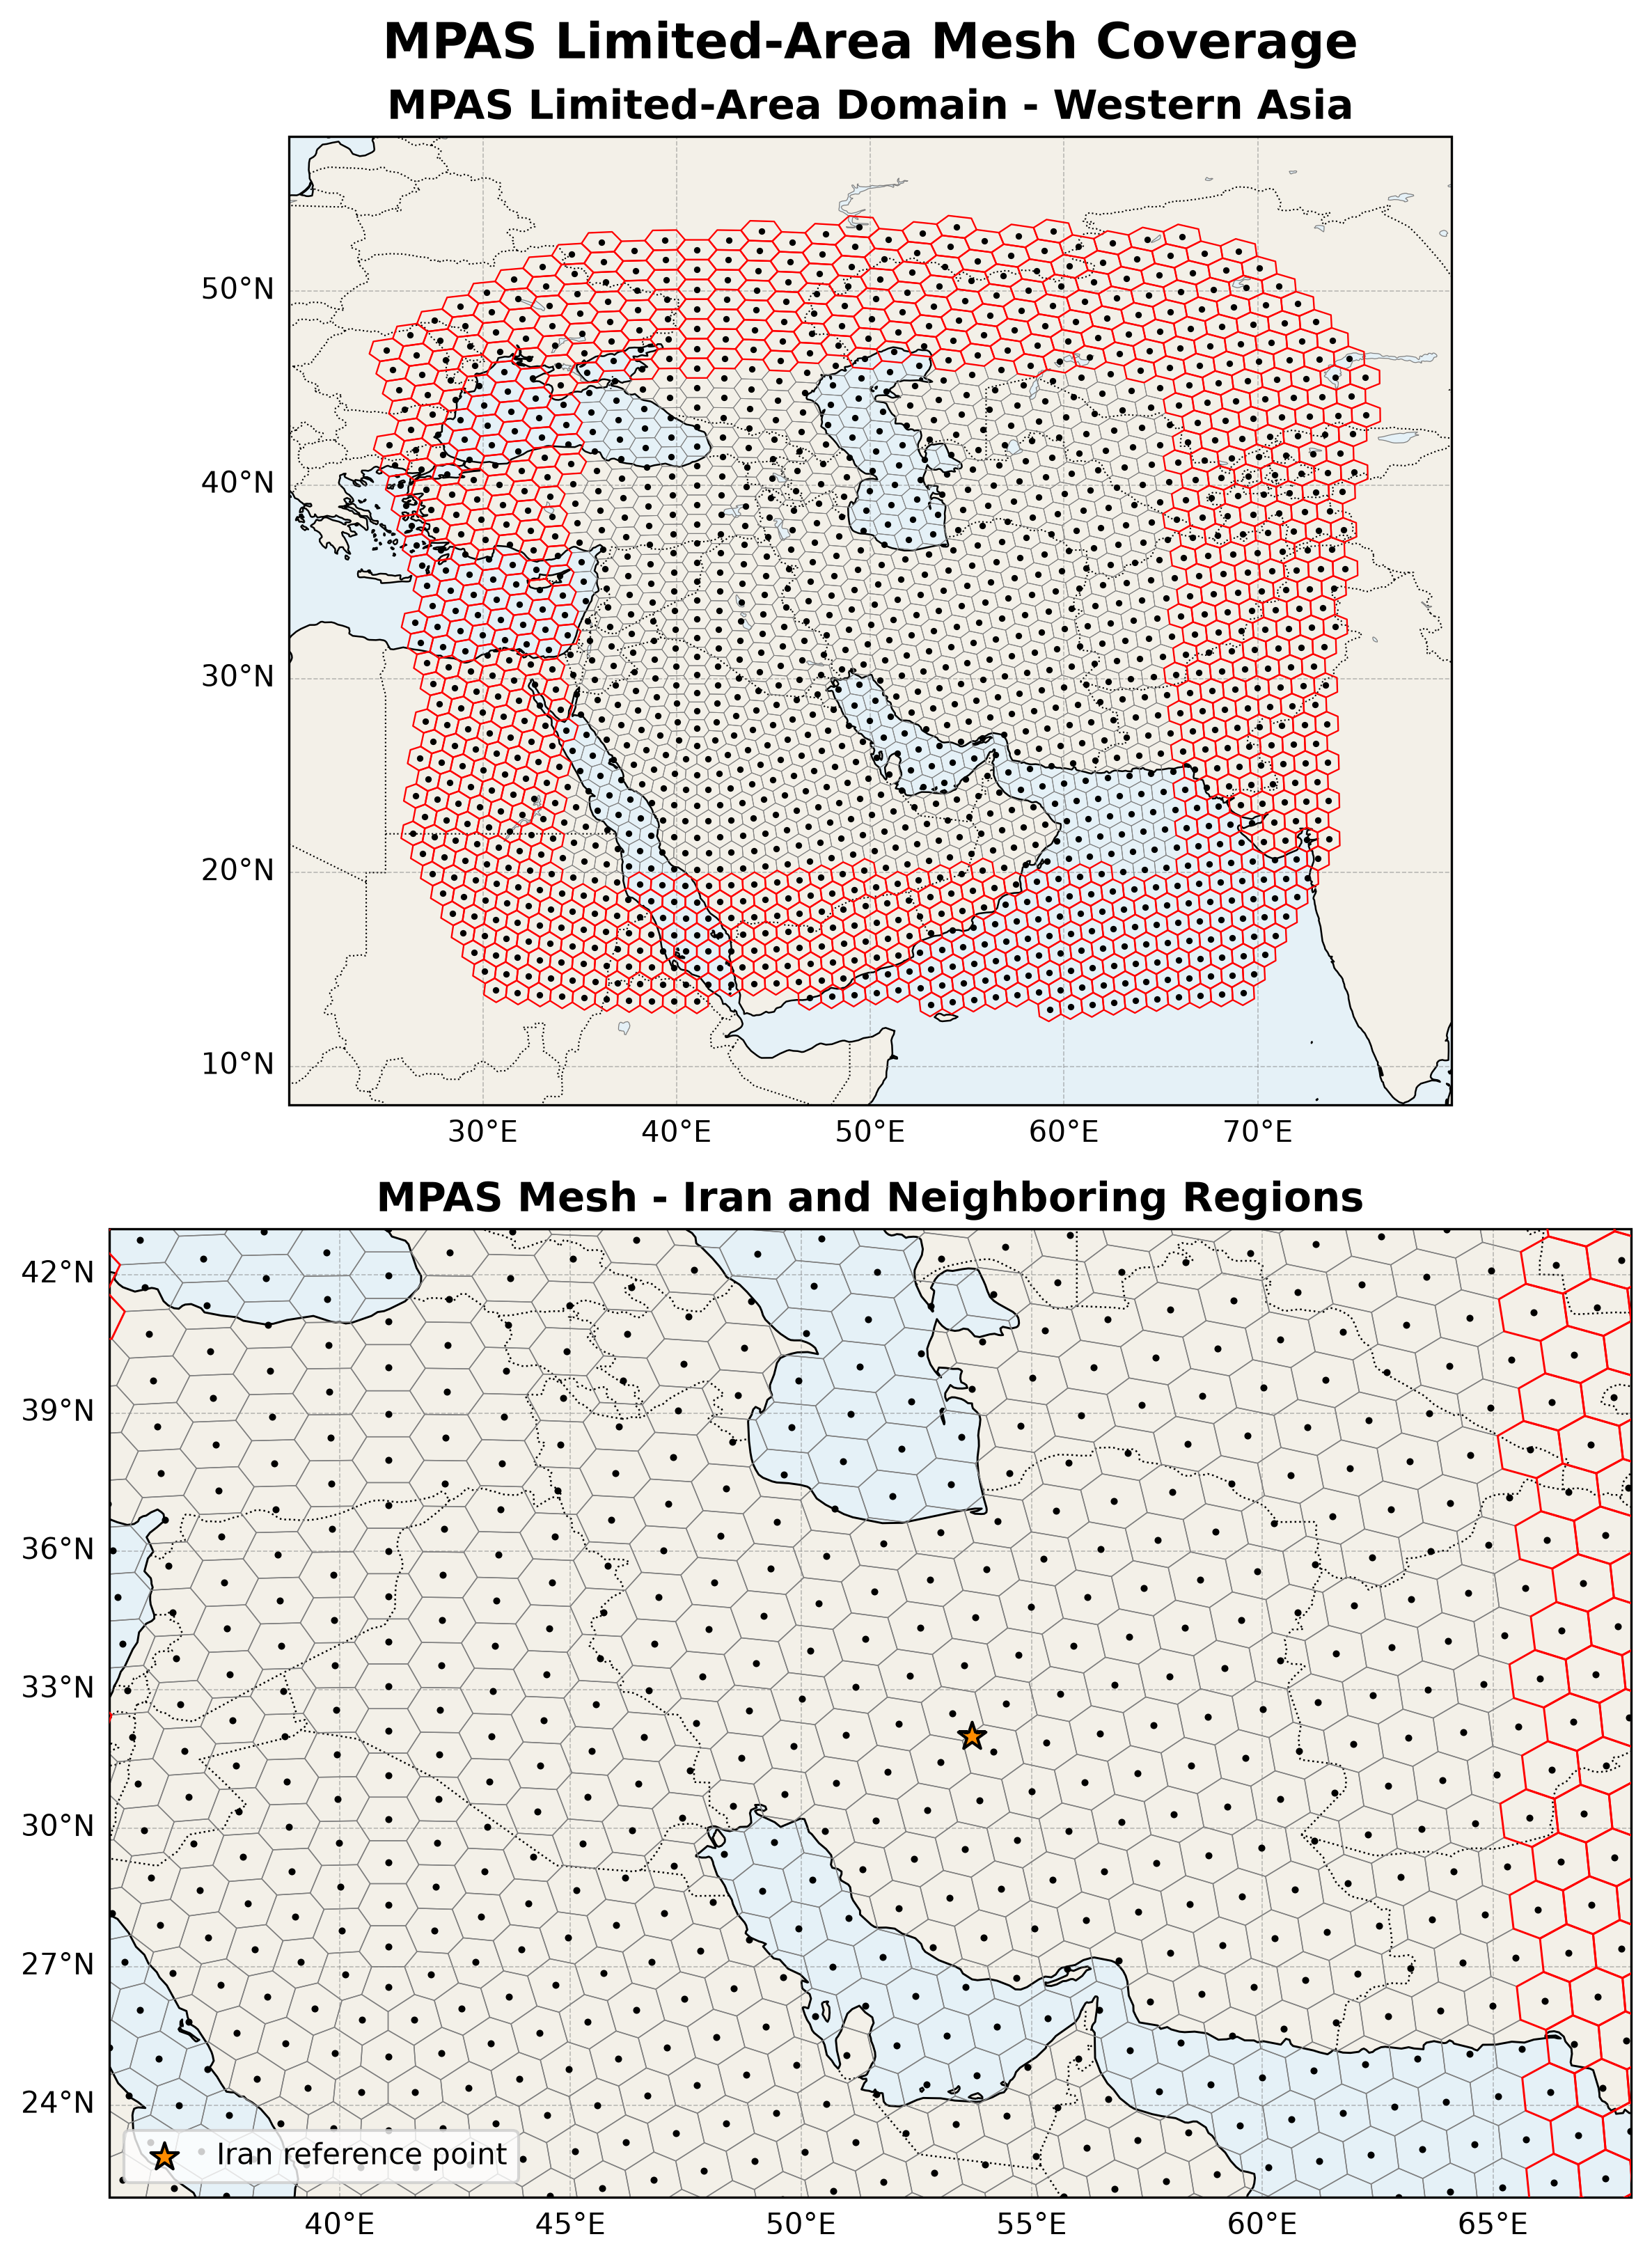 MPAS Limited-Area Mesh Coverage
MPAS Limited-Area Domain - Western Asia
50°N
40°N
30°N
20°N
10°N
30°E 40°E 50°E 60°E 70°E
MPAS Mesh - Iran and Neighboring Regions
42°N
39°N
36°N
33°N
30°N
27°N
24°N
Iran reference point
40°E 45°E 50°E 55°E 60°E 65°E